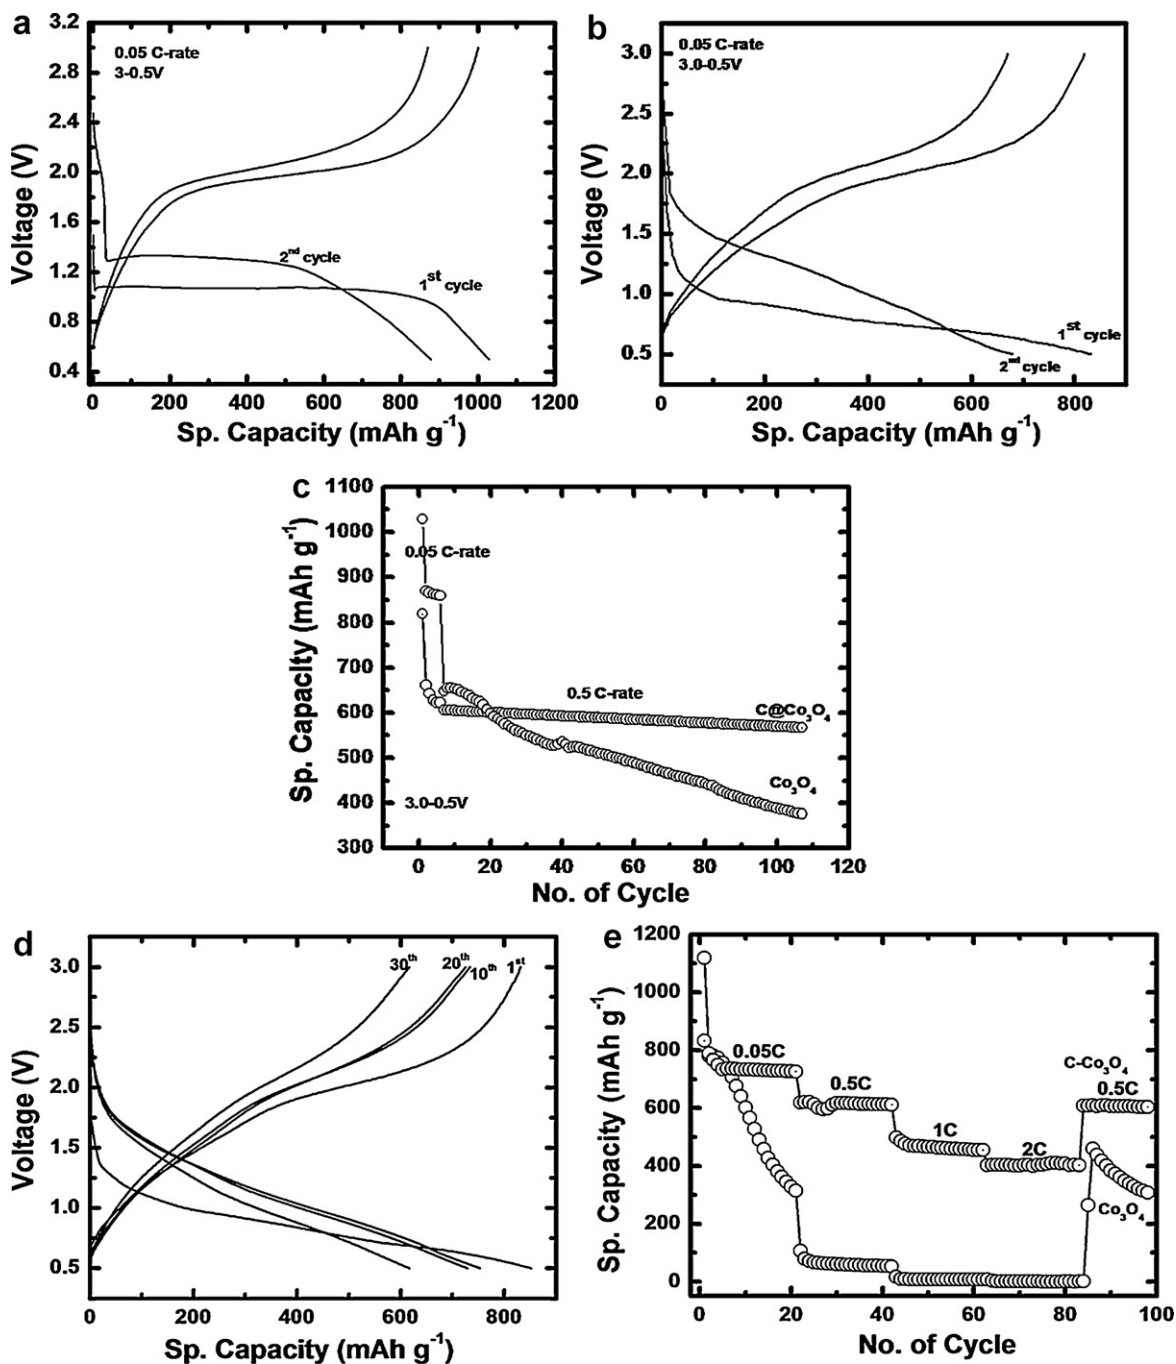 a
3.2
2.8
2.4
2.0
1.6
1.2
0.8
0.4
Voltage (V)
0.05 C-rate
3-0.5V
2nd cycle
1st cycle
0 200 400 600 800 1000 1200
Sp. Capacity (mAh g-1)
b
3.0
2.5
2.0
1.5
1.0
0.5
Voltage (V)
0.05 C-rate
3.0-0.5V
1st cycle
2nd cycle
0 200 400 600 800
Sp. Capacity (mAh g-1)
c
1100
1000
900
800
700
600
500
400
300
Sp. Capacity (mAh g-1)
0.05 C-rate
0.5 C-rate
C@Co3O4
Co3O4
3.0-0.5V
0 20 40 60 80 100 120
No. of Cycle
d
3.0
2.5
2.0
1.5
1.0
0.5
Voltage (V)
30th 20th 10th 1st
0 200 400 600 800
Sp. Capacity (mAh g-1)
e
1200
1000
800
600
400
200
0
Sp. Capacity (mAh g-1)
0.05C
0.5C
1C
2C
C-Co3O4
0.5C
Co3O4
0 20 40 60 80 100
No. of Cycle